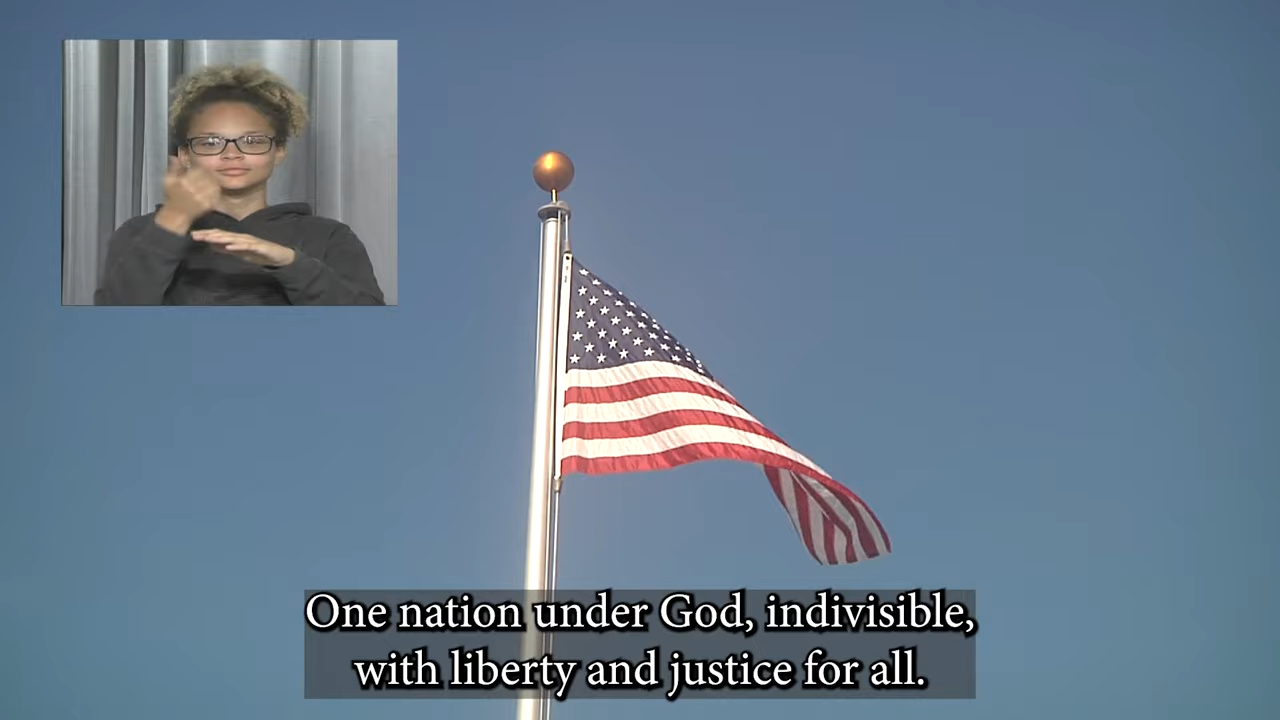 One nation under God, indivisible,
with liberty and justice for all.